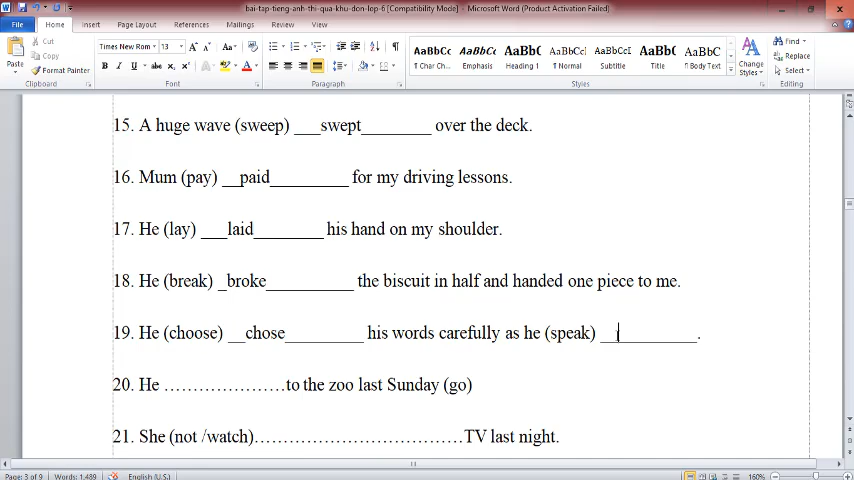 bai-tap-tieng-anh-thi-qua-khu-don-lop-6 [Compatibility Mode] - Microsoft Word (Product Activation Failed)
File Home Insert Page Layout References Mailings Review View
Paste
Cut
Copy
Format Painter
Clipboard
Times New Rom 13
Font
Paragraph
AaBbCc AaBbCc AaBbC AaBbCc AaBbCcD AaBbC AaBbC
¶ Char Ch... Emphasis Heading 1 ¶ Normal Subtitle Title ¶ Body Text
Change Styles
Styles
Find
Replace
Select
Editing
15. A huge wave (sweep) ___swept________ over the deck.
16. Mum (pay) __paid_________ for my driving lessons.
17. He (lay) ___laid________ his hand on my shoulder.
18. He (break) _broke__________ the biscuit in half and handed one piece to me.
19. He (choose) __chose_________ his words carefully as he (speak) ___________.
20. He …………………to the zoo last Sunday (go)
21. She (not /watch)………………………………TV last night.
Page: 3 of 9 Words: 1,489 English (U.S.) 160%